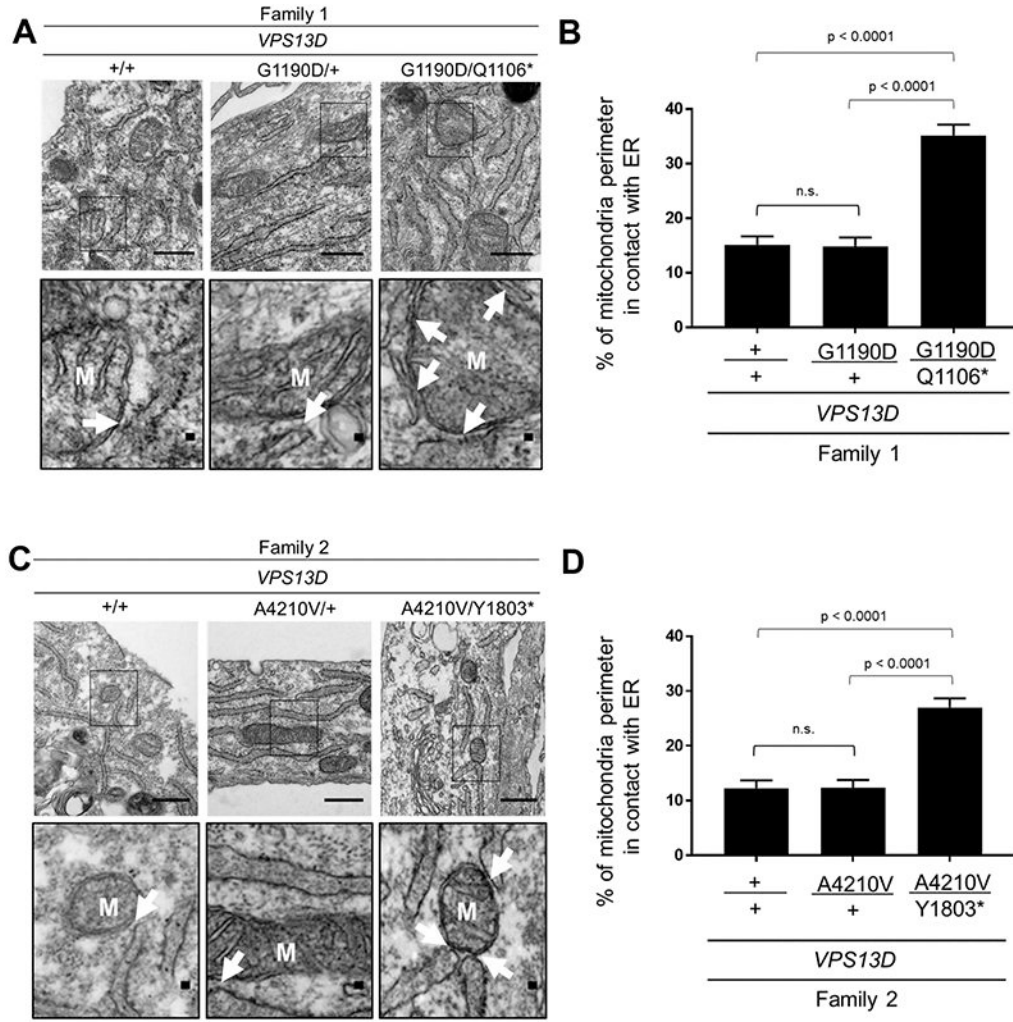 A
Family 1
VPS13D
+/+ G1190D/+ G1190D/Q1106*
M M M
B
% of mitochondria perimeter
in contact with ER
p < 0.0001
p < 0.0001
n.s.
40
30
20
10
0
+ G1190D G1190D
+ + Q1106*
VPS13D
Family 1
C
Family 2
VPS13D
+/+ A4210V/+ A4210V/Y1803*
M M M
D
% of mitochondria perimeter
in contact with ER
p < 0.0001
p < 0.0001
n.s.
40
30
20
10
0
+ A4210V A4210V
+ + Y1803*
VPS13D
Family 2